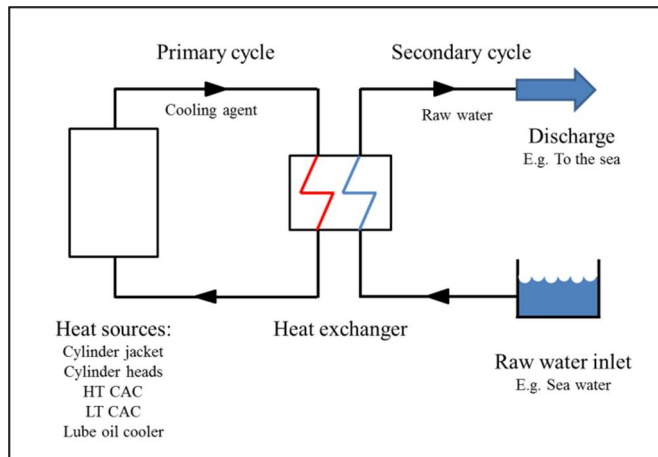 Primary cycle
Secondary cycle
Cooling agent
Raw water
Discharge
E.g. To the sea
Heat sources:
Cylinder jacket
Cylinder heads
HT CAC
LT CAC
Lube oil cooler
Heat exchanger
Raw water inlet
E.g. Sea water